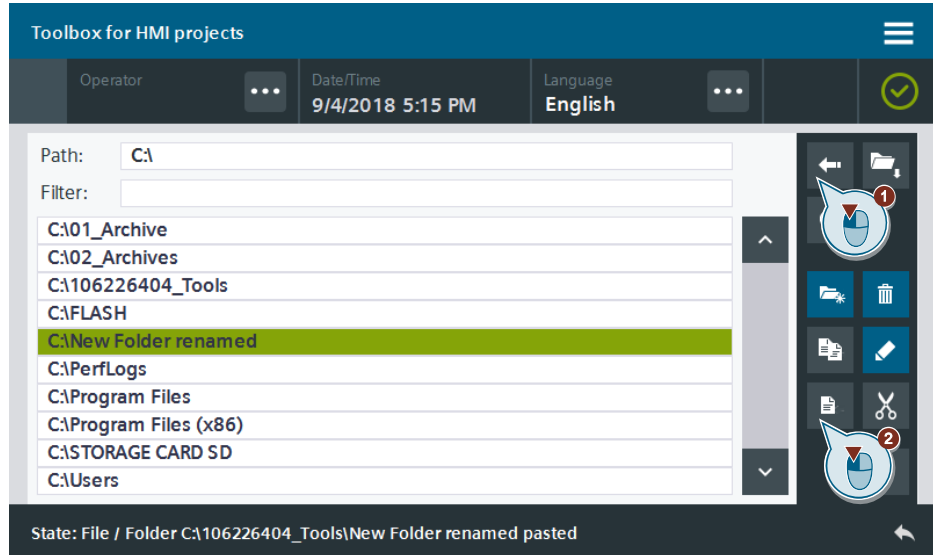 Toolbox for HMI projects
Operator
Date/Time
Language
9/4/2018 5:15 PM
English
Path: C:\
Filter:
1
C:\01_Archive
C:\02_Archives
C:\106226404_Tools
C:\FLASH
C:\New Folder renamed
C:\PerfLogs
C:\Program Files
C:\Program Files (x86)
2
C:\STORAGE CARD SD
C:\Users
State: File / Folder C:\106226404_Tools\New Folder renamed pasted